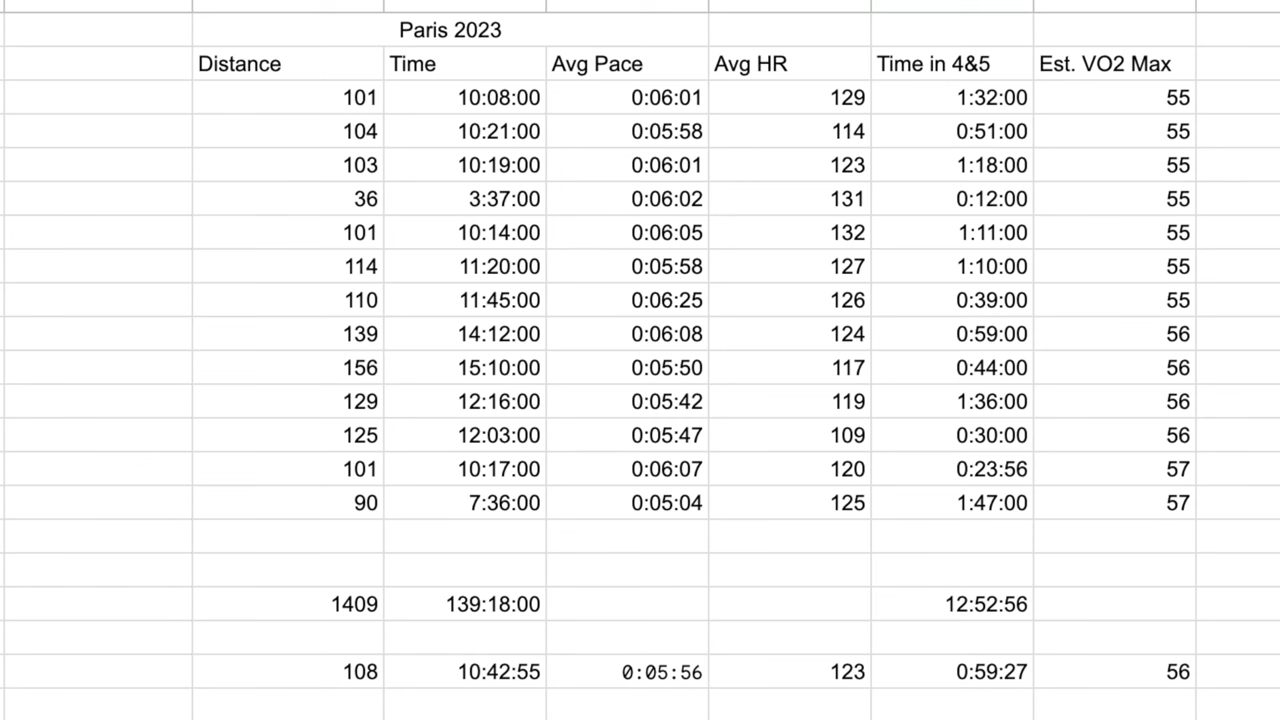 Paris 2023
Distance Time Avg Pace Avg HR Time in 4&5 Est. VO2 Max
101 10:08:00 0:06:01 129 1:32:00 55
104 10:21:00 0:05:58 114 0:51:00 55
103 10:19:00 0:06:01 123 1:18:00 55
36 3:37:00 0:06:02 131 0:12:00 55
101 10:14:00 0:06:05 132 1:11:00 55
114 11:20:00 0:05:58 127 1:10:00 55
110 11:45:00 0:06:25 126 0:39:00 55
139 14:12:00 0:06:08 124 0:59:00 56
156 15:10:00 0:05:50 117 0:44:00 56
129 12:16:00 0:05:42 119 1:36:00 56
125 12:03:00 0:05:47 109 0:30:00 56
101 10:17:00 0:06:07 120 0:23:56 57
90 7:36:00 0:05:04 125 1:47:00 57
1409 139:18:00 12:52:56
108 10:42:55 0:05:56 123 0:59:27 56